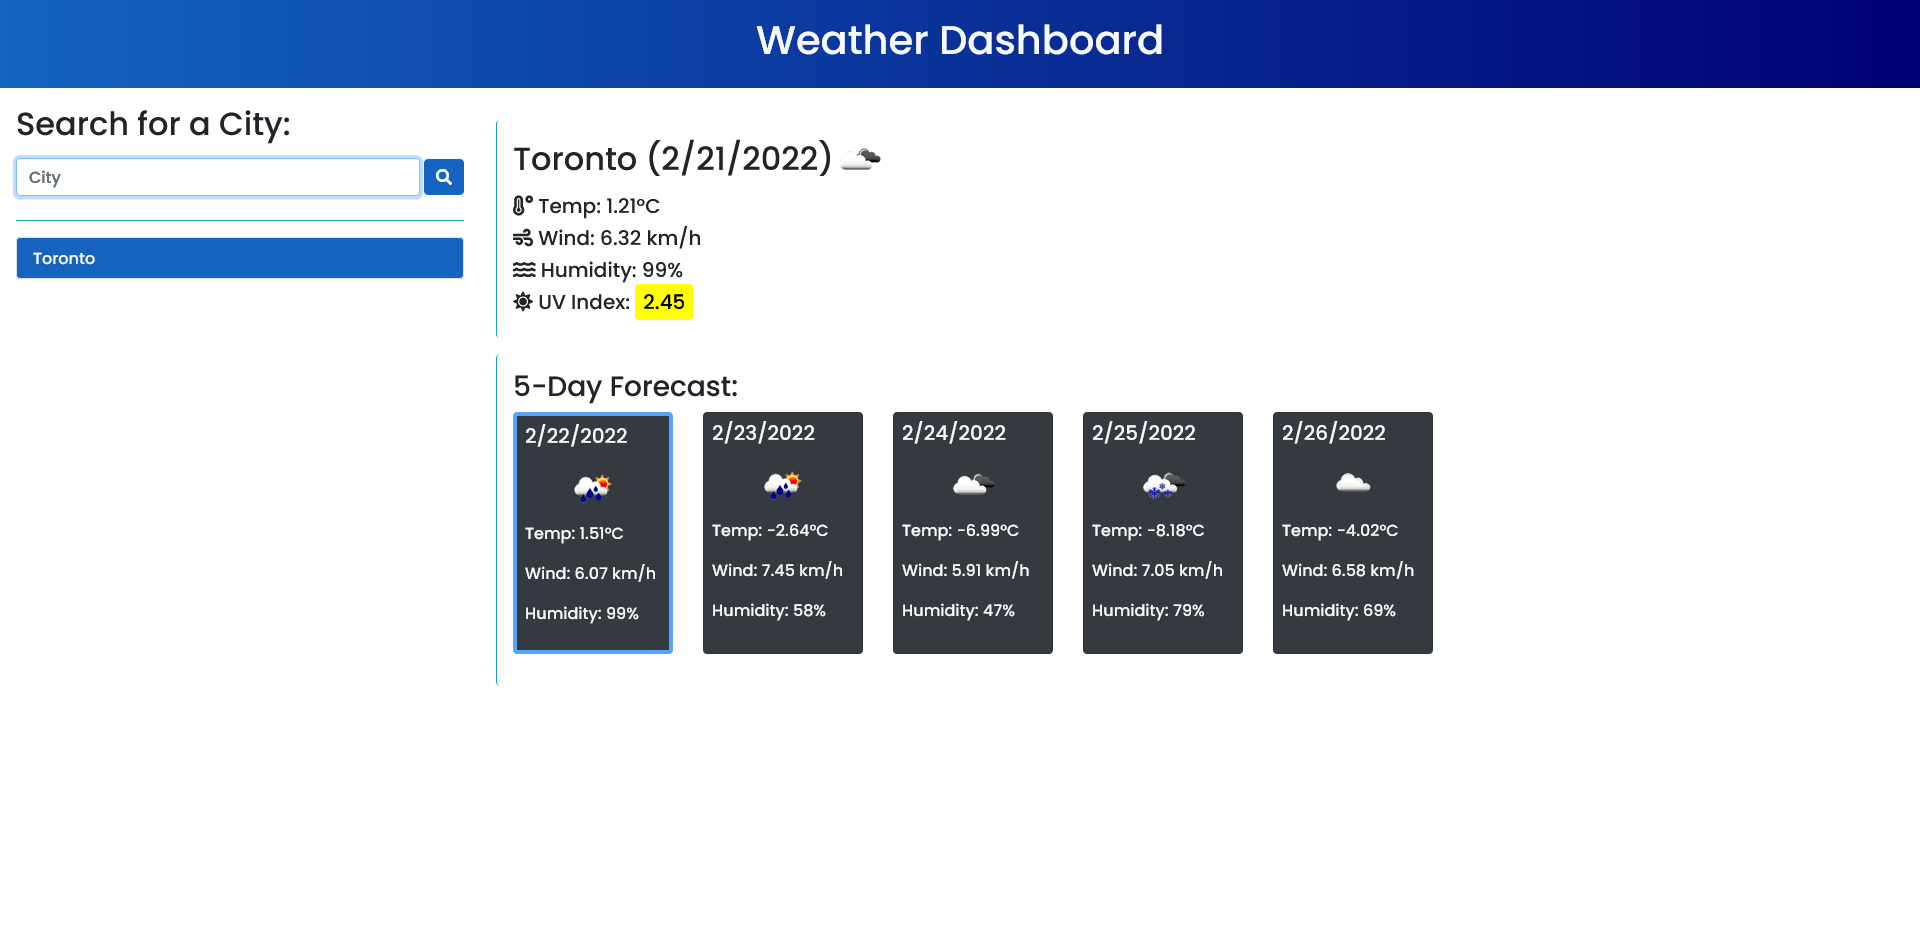 Weather Dashboard
Search for a City:
City
Toronto
Toronto (2/21/2022)
Temp: 1.21°C
Wind: 6.32 km/h
Humidity: 99%
UV Index: 2.45
5-Day Forecast:
2/22/2022
Temp: 1.51°C
Wind: 6.07 km/h
Humidity: 99%
2/23/2022
Temp: -2.64°C
Wind: 7.45 km/h
Humidity: 58%
2/24/2022
Temp: -6.99°C
Wind: 5.91 km/h
Humidity: 47%
2/25/2022
Temp: -8.18°C
Wind: 7.05 km/h
Humidity: 79%
2/26/2022
Temp: -4.02°C
Wind: 6.58 km/h
Humidity: 69%